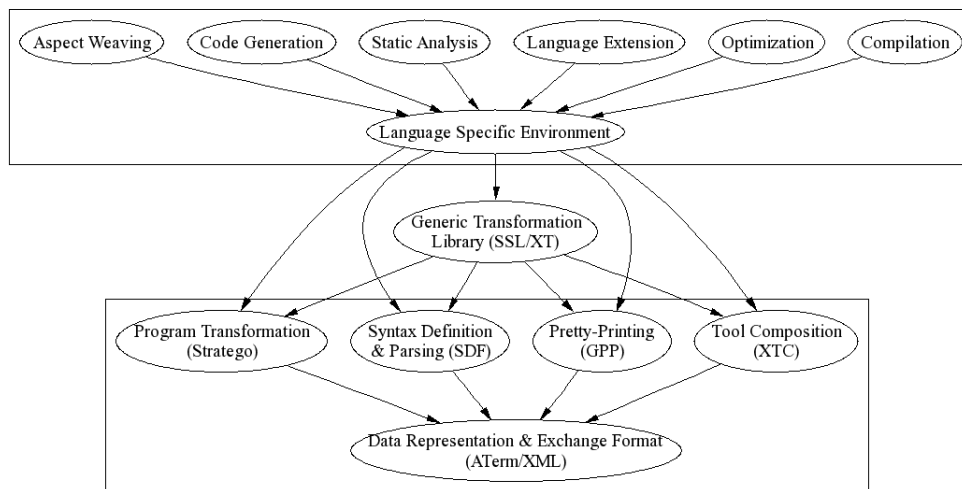 Aspect Weaving
Code Generation
Static Analysis
Language Extension
Optimization
Compilation
Language Specific Environment
Generic Transformation
Library (SSL/XT)
Program Transformation
(Stratego)
Syntax Definition
& Parsing (SDF)
Pretty-Printing
(GPP)
Tool Composition
(XTC)
Data Representation & Exchange Format
(ATerm/XML)